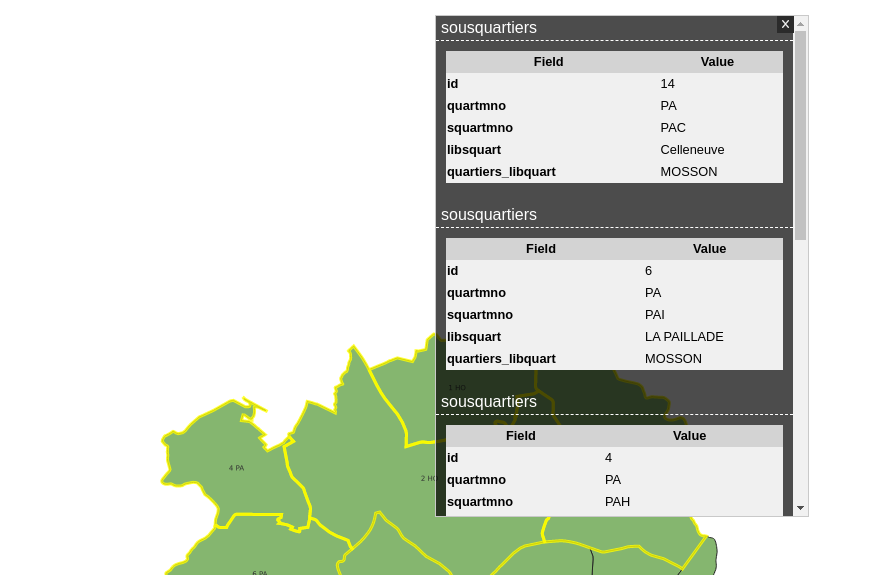 X
sousquartiers
Field Value
id 14
quartmno PA
squartmno PAC
libsquart Celleneuve
quartiers_libquart MOSSON
sousquartiers
Field Value
id 6
quartmno PA
squartmno PAI
libsquart LA PAILLADE
quartiers_libquart MOSSON
1 HO
sousquartiers
Field Value
id 4
quartmno PA
squartmno PAH
4 PA
2 HO
6 PA